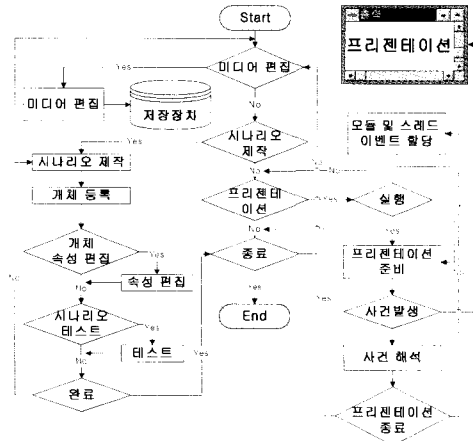 Start
프리젠테이션
Yes
미디어 편집
미디어 편집
저장장치
No
모듈 및 스레드
이벤트 할당
Yes
시나리오
제작
시나리오 제작
No
No
개체 등록
프리젠테
이션
Yes
실행
개체
속성 편집
Yes
No
종료
프리젠테이션
준비
No
속성 편집
No
Yes
Yes
시나리오
테스트
Yes
End
사건발생
테스트
Yes
No
사건 해석
완료
프리젠테이션
종료